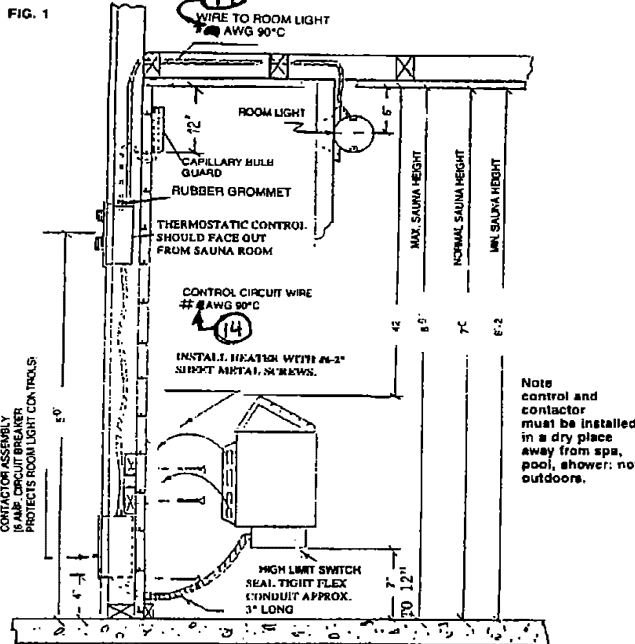 FIG. 1
WIRE TO ROOM LIGHT
AWG 90°C
12"
ROOM LIGHT
6"
CAPILLARY BULB
GUARD
RUBBER GROMMET
THERMOSTATIC CONTROL
SHOULD FACE OUT
FROM SAUNA ROOM
MAX. SAUNA HEIGHT
NORMAL SAUNA HEIGHT
MIN. SAUNA HEIGHT
CONTROL CIRCUIT WIRE
# AWG 90°C
14
42
INSTALL HEATER WITH #6-2"
SHEET METAL SCREWS.
Note
control and
contactor
must be installed
in a dry place
away from spa,
pool, shower; not
outdoors.
CONTACTOR ASSEMBLY
AMP. CIRCUIT BREAKER
PROTECTS ROOM LIGHT CONTROLS)
4"
HIGH LIMIT SWITCH
SEAL TIGHT FLEX
CONDUIT APPROX.
3" LONG
7"
TO 12"